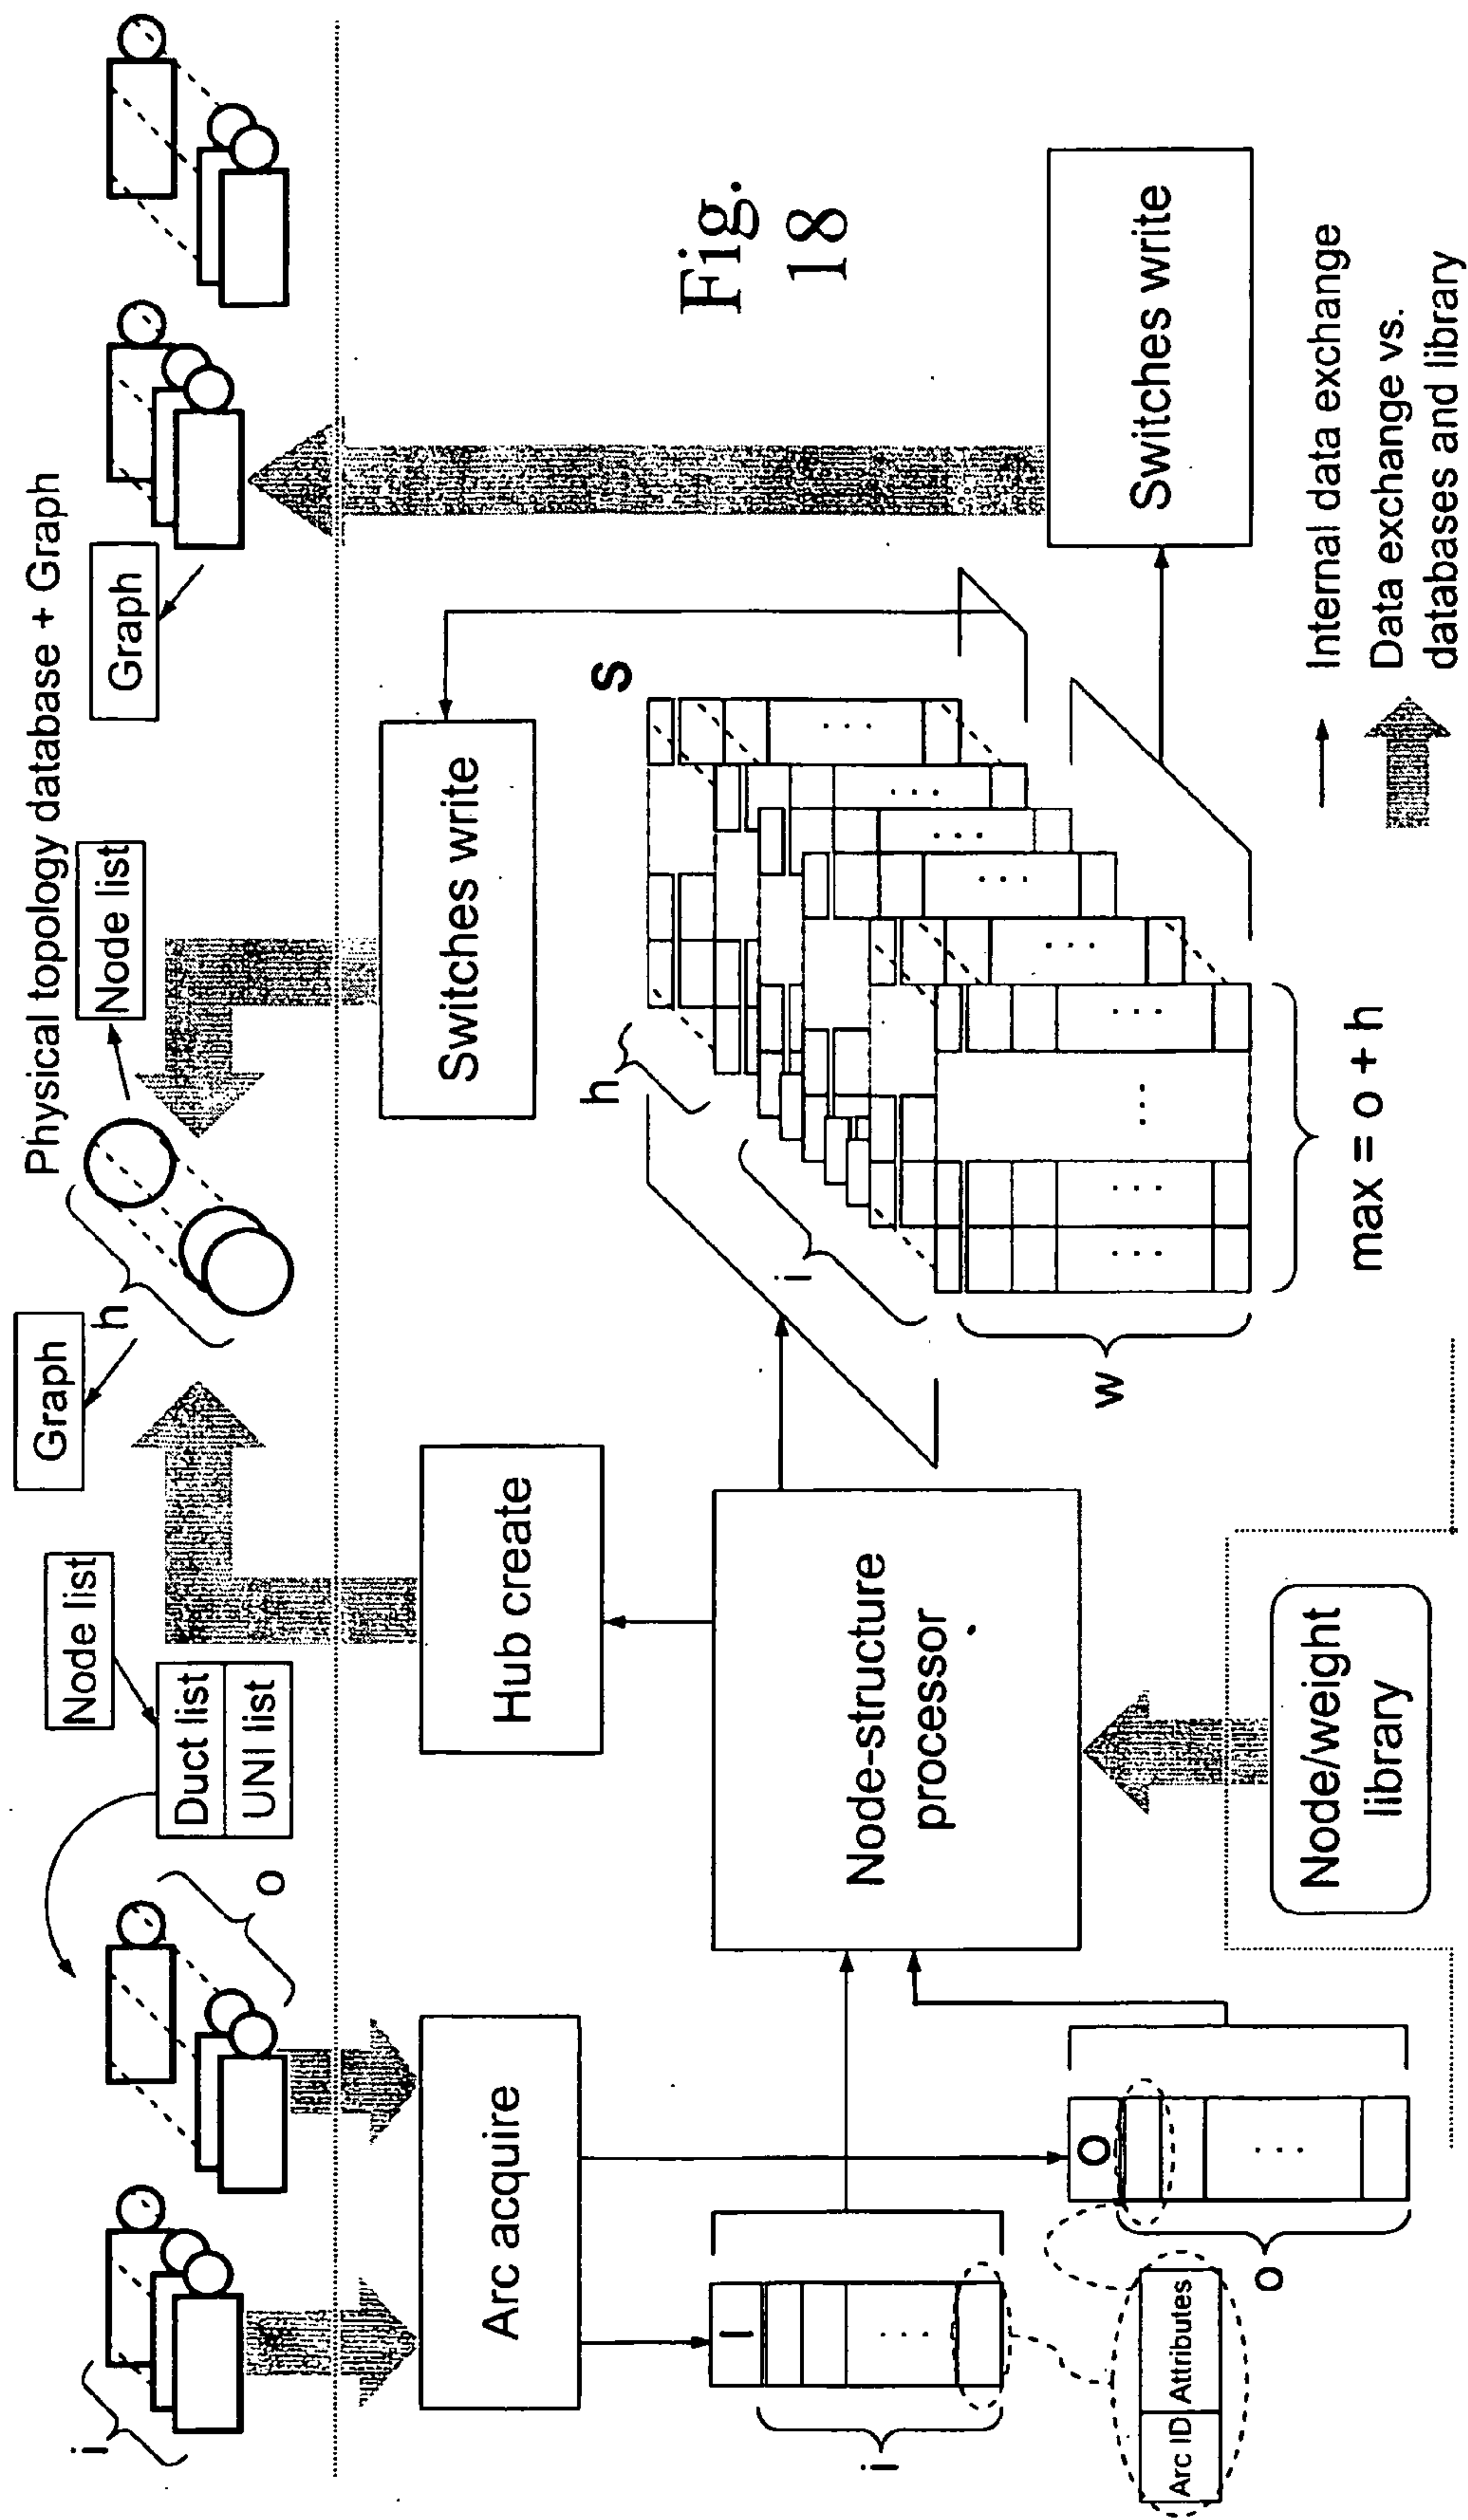 Physical topology database + Graph
i
o
Node list
Duct list
UNI list
Graph
h
Node list
Graph
Arc acquire
Hub create
Switches write
Fig.
18
I
i
Arc ID
Attributes
O
o
Node-structure
processor
Node/weight
library
h
i
S
w
max = o + h
Switches write
Internal data exchange
Data exchange vs.
databases and library